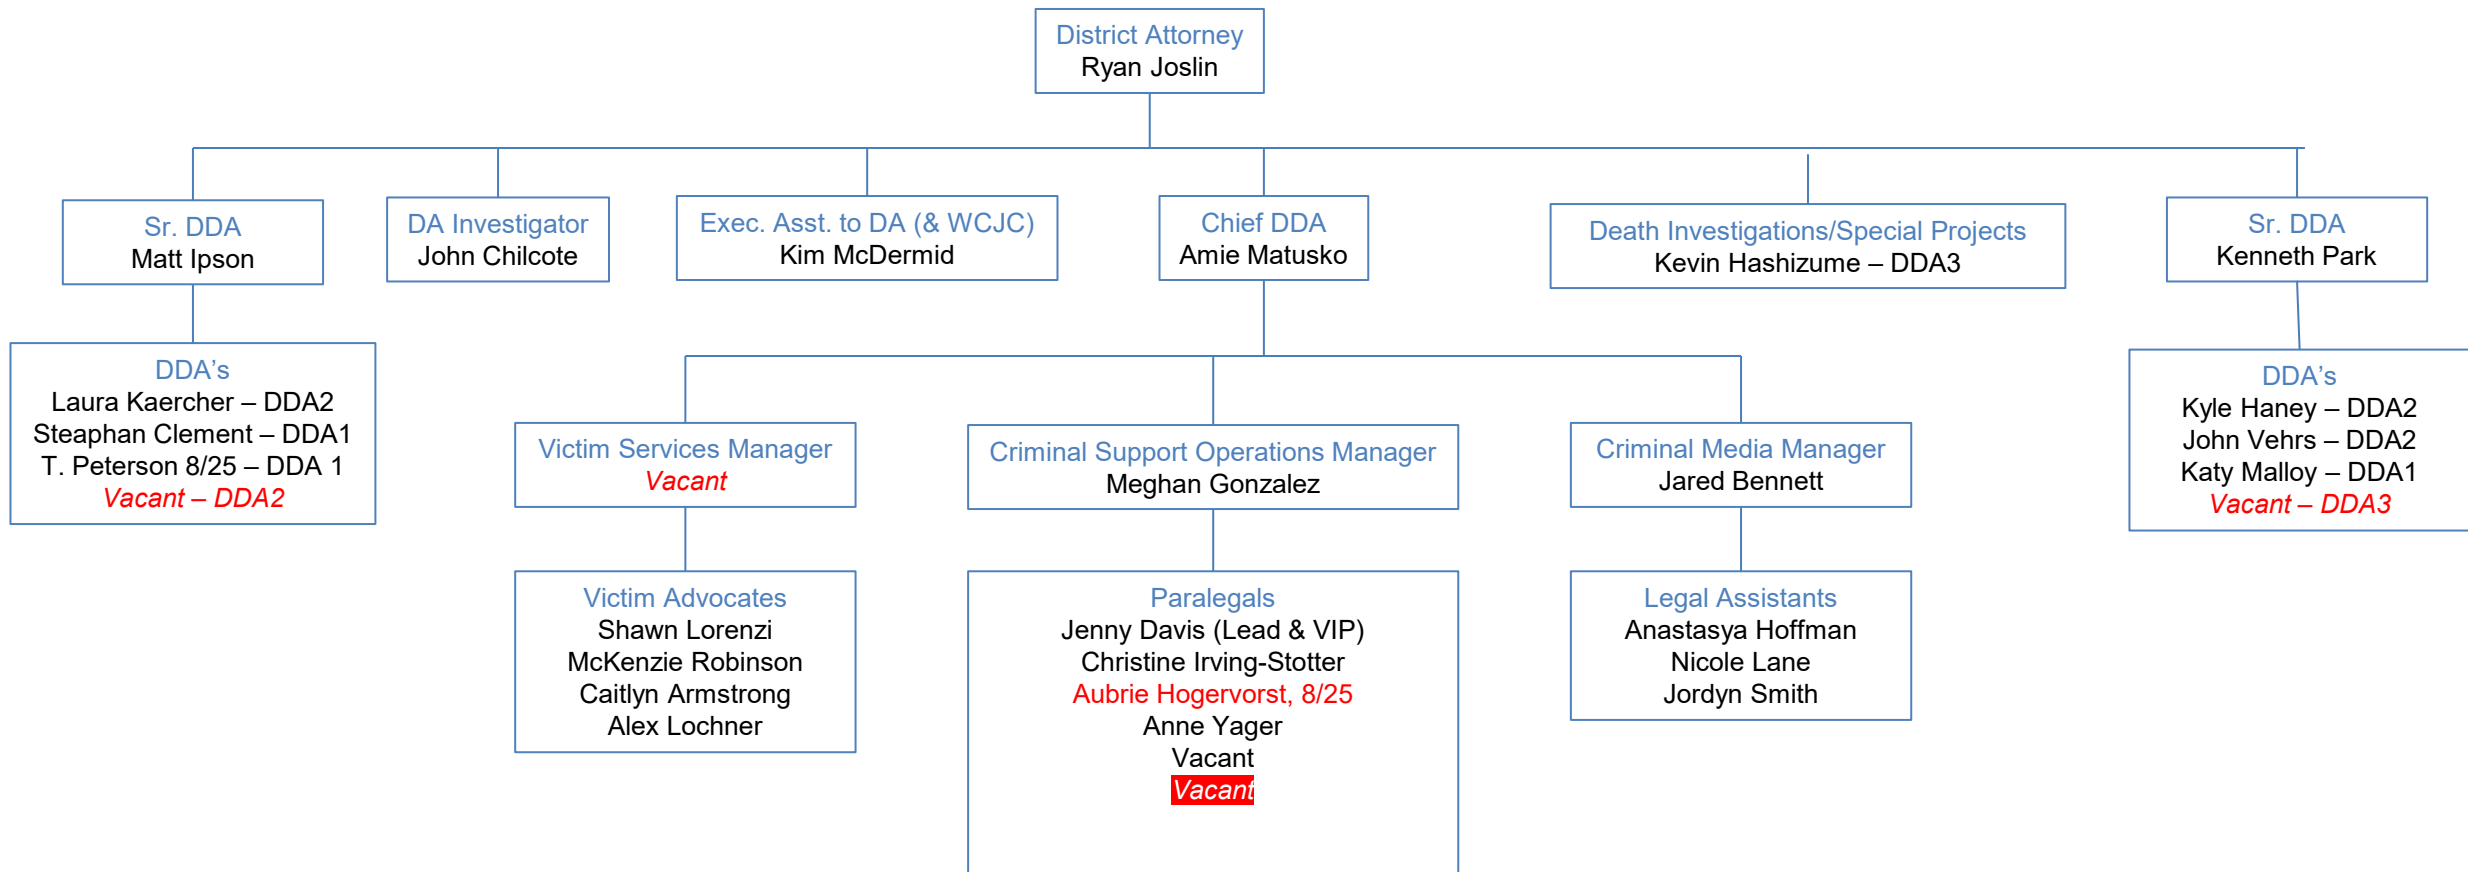 District Attorney
Ryan Joslin
Sr. DDA
Matt Ipson
DA Investigator
John Chilcote
Exec. Asst. to DA (& WCJC)
Kim McDermid
Chief DDA
Amie Matusko
Death Investigations/Special Projects
Kevin Hashizume – DDA3
Sr. DDA
Kenneth Park
DDA’s
Laura Kaercher – DDA2
Steaphan Clement – DDA1
T. Peterson 8/25 – DDA 1
Vacant – DDA2
Victim Services Manager
Vacant
Criminal Support Operations Manager
Meghan Gonzalez
Criminal Media Manager
Jared Bennett
DDA’s
Kyle Haney – DDA2
John Vehrs – DDA2
Katy Malloy – DDA1
Vacant – DDA3
Victim Advocates
Shawn Lorenzi
McKenzie Robinson
Caitlyn Armstrong
Alex Lochner
Paralegals
Jenny Davis (Lead & VIP)
Christine Irving-Stotter
Aubrie Hogervorst, 8/25
Anne Yager
Vacant
Vacant
Legal Assistants
Anastasya Hoffman
Nicole Lane
Jordyn Smith